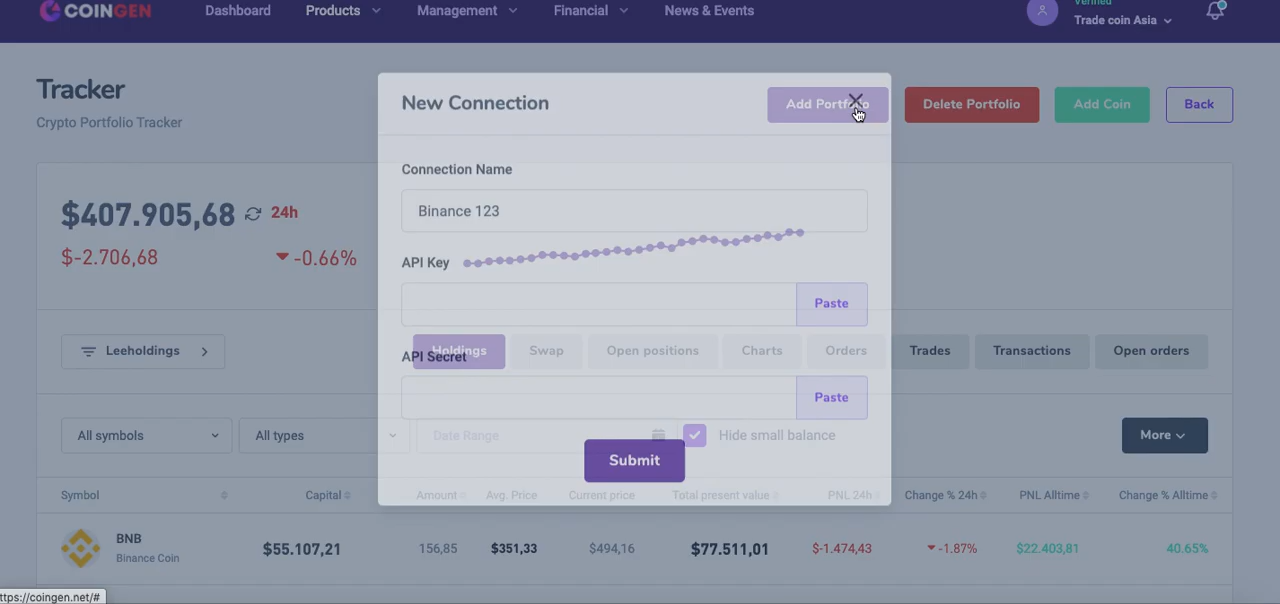 COINGEN
Dashboard
Products
Management
Financial
News & Events
Verified
Trade coin Asia
Tracker
Crypto Portfolio Tracker
New Connection
Add Portfolio
Delete Portfolio
Add Coin
Back
Connection Name
Binance 123
$407.905,68
24h
$-2.706,68
-0.66%
API Key
Paste
Leeholdings
Holdings
Swap
Open positions
Charts
Orders
Trades
Transactions
Open orders
API Secret
Paste
All symbols
All types
Date Range
Hide small balance
More
Submit
Symbol
Capital
Amount
Avg. Price
Current price
Total present value
PNL 24h
Change % 24h
PNL Alltime
Change % Alltime
BNB
Binance Coin
$55.107,21
156,85
$351,33
$494,16
$77.511,01
$-1.474,43
-1.87%
$22.403,81
40.65%
ttps://coingen.net/#